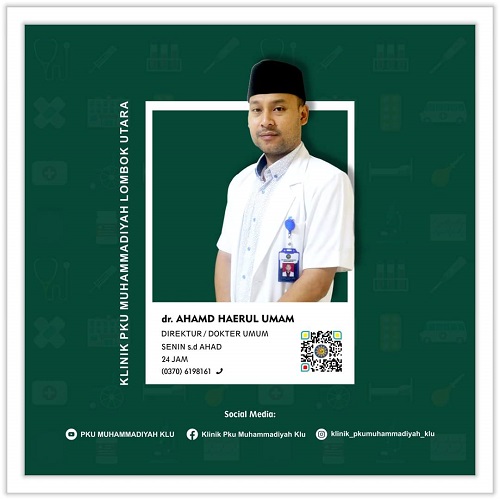 KLINIK PKU MUHAMMADIYAH LOMBOK UTARA
dr. AHAMD HAERUL UMAM
DIREKTUR / DOKTER UMUM
SENIN s.d AHAD
24 JAM
(0370) 6198161
Social Media:
PKU MUHAMMADIYAH KLU
Klinik Pku Muhammadiyah Klu
klinik_pkumuhammadiyah_klu